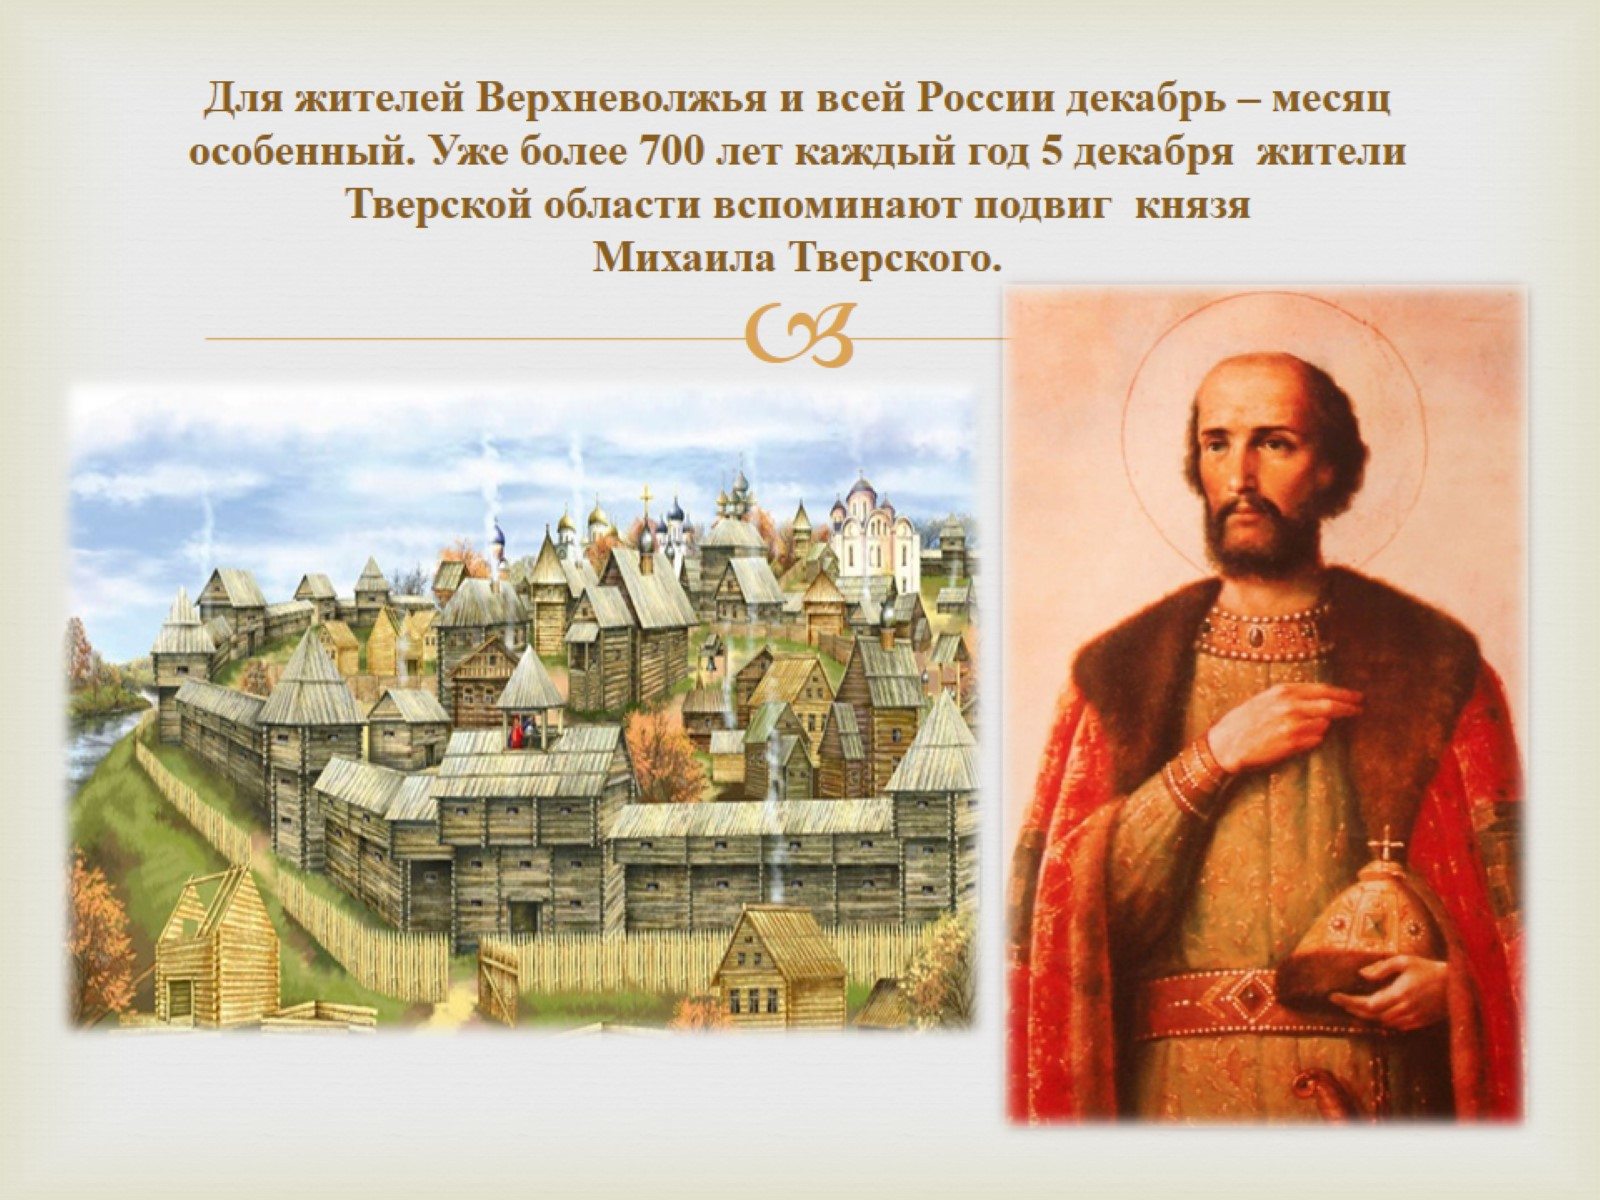 Для жителей Верхневолжья и всей России декабрь – месяц
особенный. Уже более 700 лет каждый год 5 декабря  жители
Тверской области вспоминают подвиг  князя
Михаила Тверского.